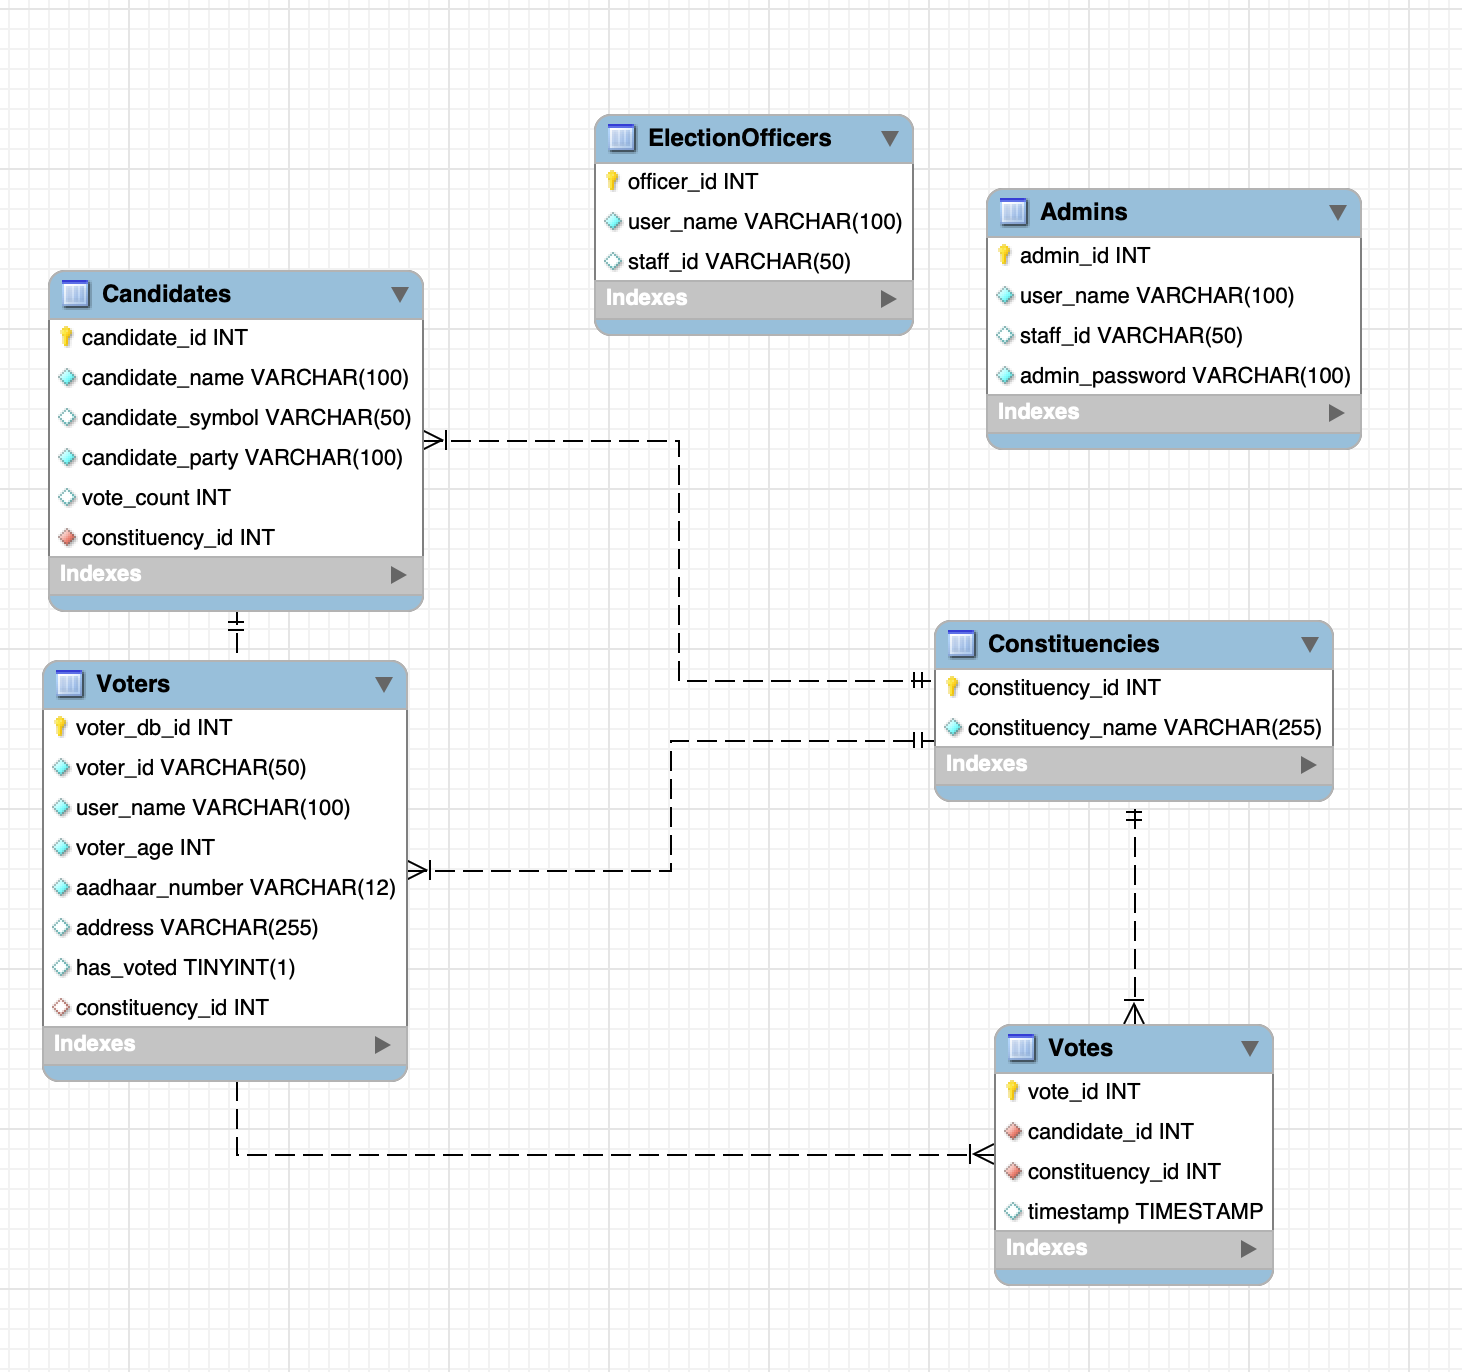 ElectionOfficers
officer_id INT
user_name VARCHAR(100)
staff_id VARCHAR(50)
Indexes
Admins
admin_id INT
user_name VARCHAR(100)
staff_id VARCHAR(50)
admin_password VARCHAR(100)
Indexes
Candidates
candidate_id INT
candidate_name VARCHAR(100)
candidate_symbol VARCHAR(50)
candidate_party VARCHAR(100)
vote_count INT
constituency_id INT
Indexes
Constituencies
constituency_id INT
constituency_name VARCHAR(255)
Indexes
Voters
voter_db_id INT
voter_id VARCHAR(50)
user_name VARCHAR(100)
voter_age INT
aadhaar_number VARCHAR(12)
address VARCHAR(255)
has_voted TINYINT(1)
constituency_id INT
Indexes
Votes
vote_id INT
candidate_id INT
constituency_id INT
timestamp TIMESTAMP
Indexes